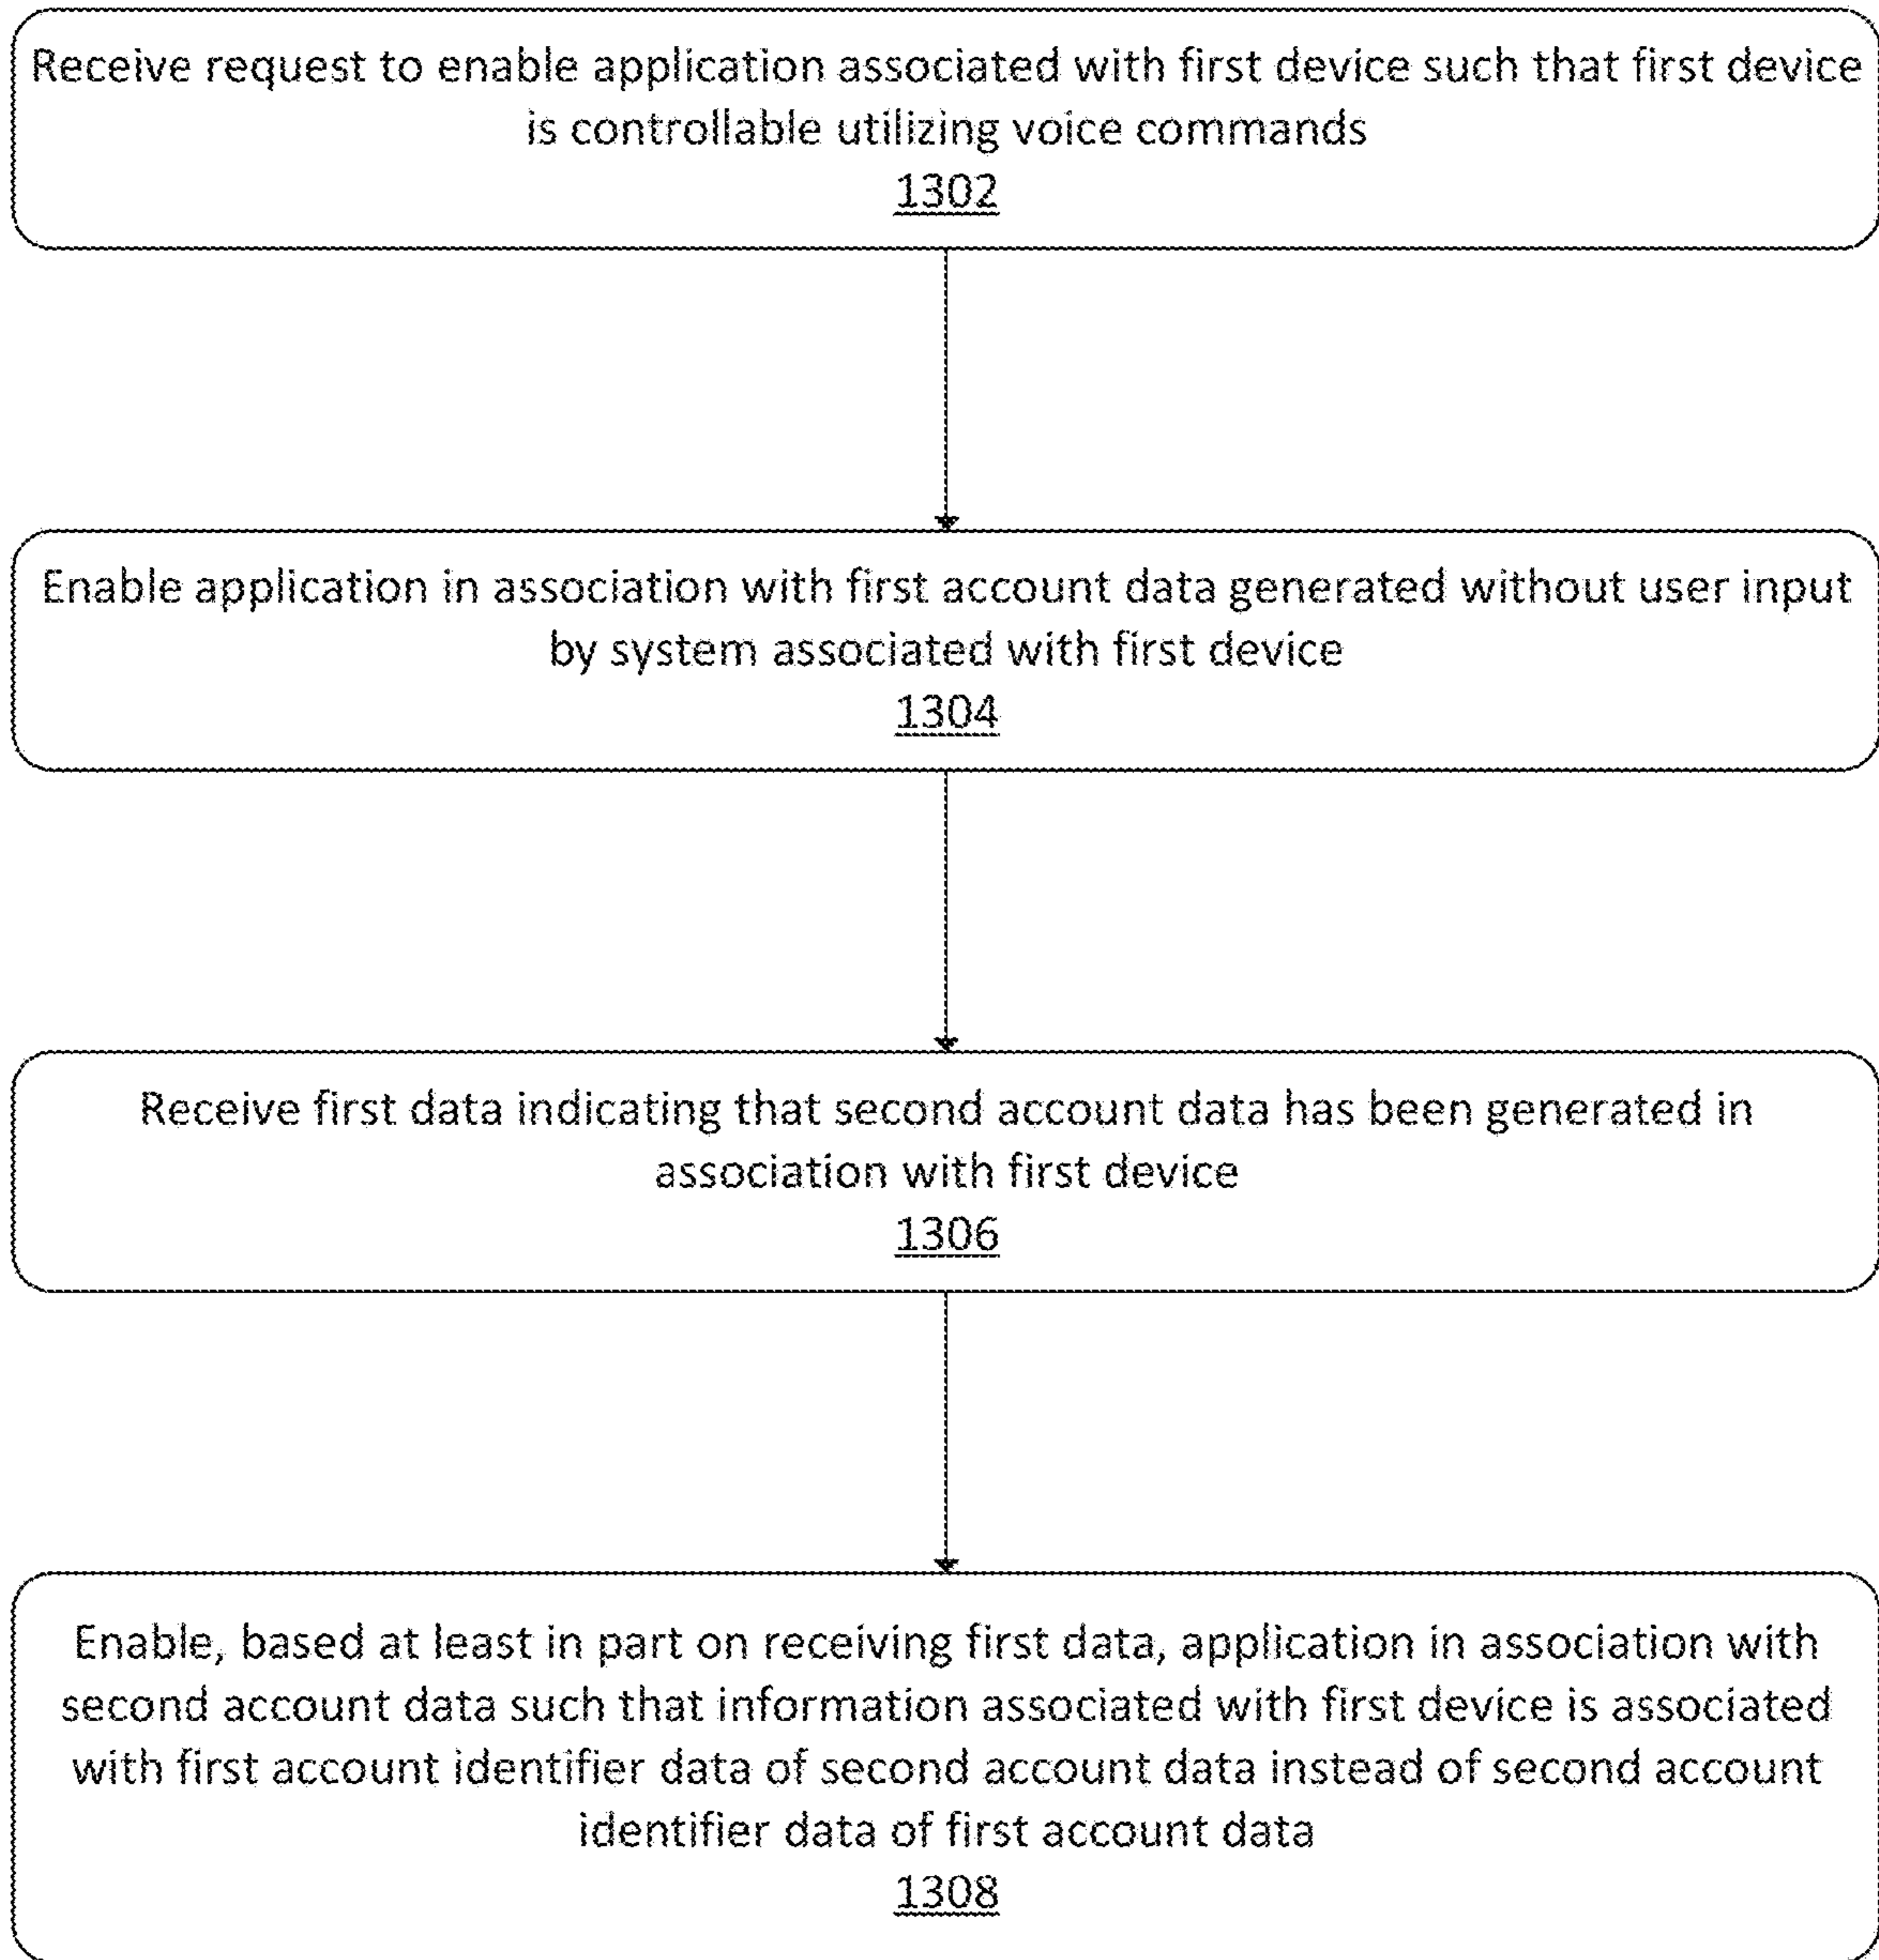 Receive request to enable application associated with first device such that first device
is controllable utilizing voice commands
1302
Enable application in association with first account data generated without user input
by system associated with first device
1304
Receive first data indicating that second account data has been generated in
association with first device
1306
Enable, based at least in part on receiving first data, application in association with
second account data such that information associated with first device is associated
with first account identifier data of second account data instead of second account
identifier data of first account data
1308